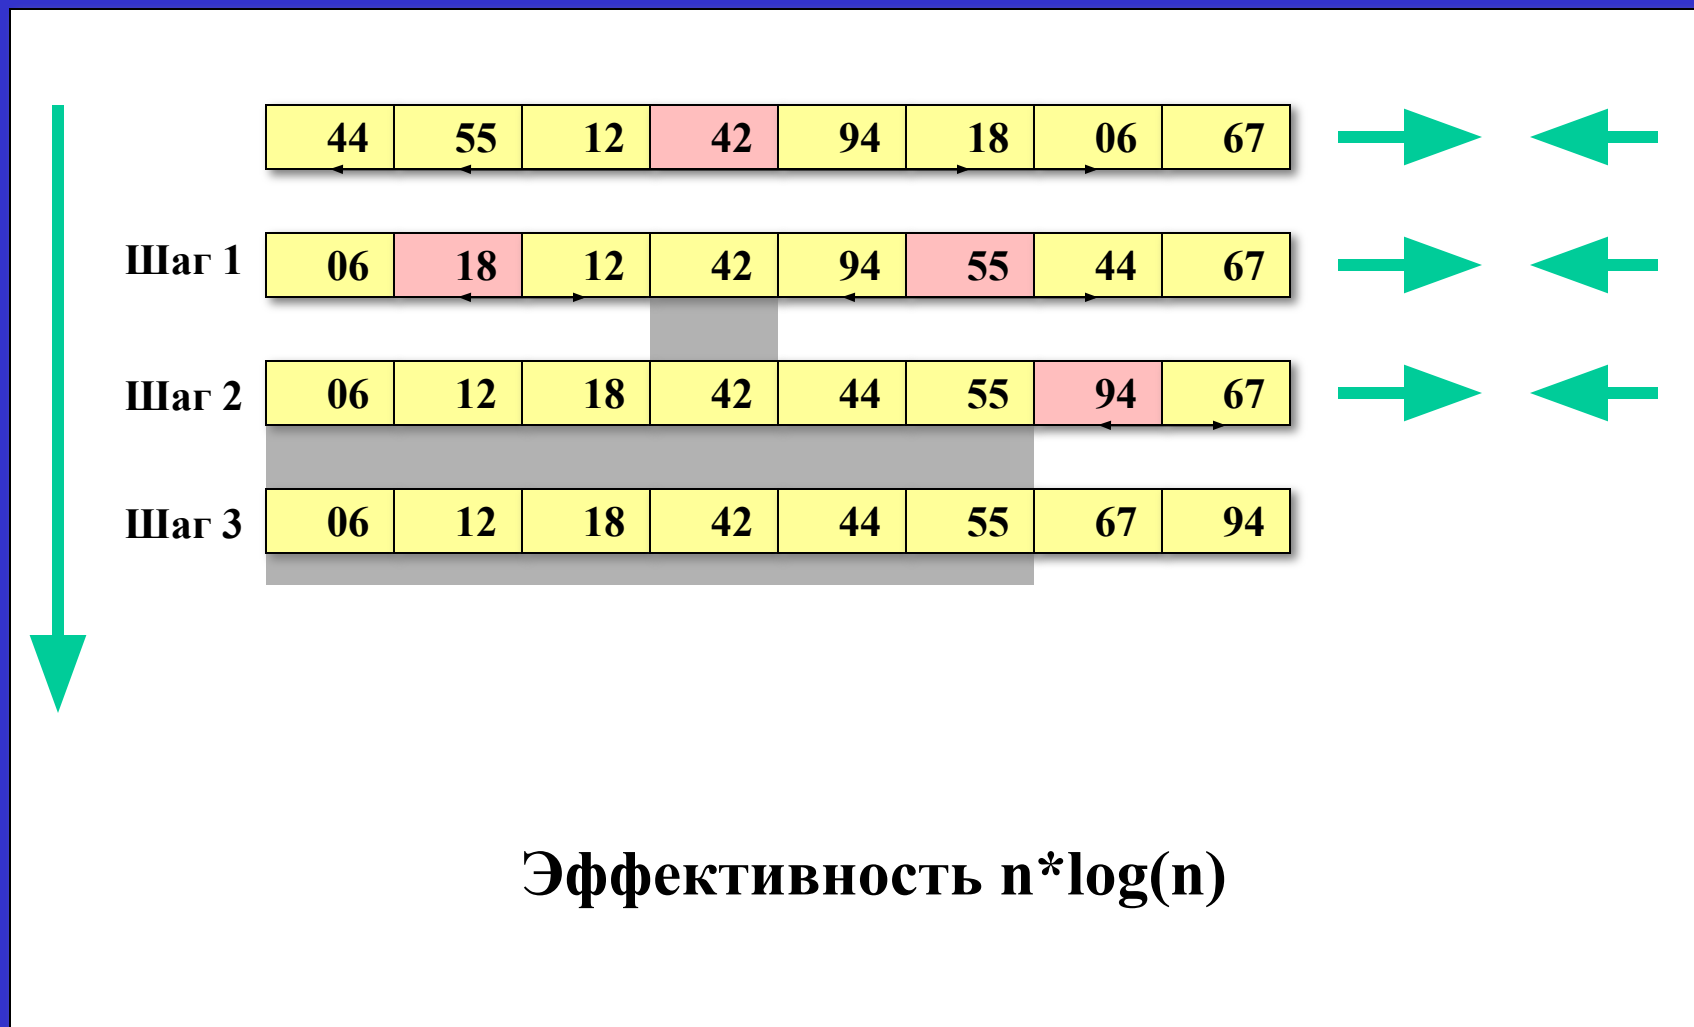 44 55 12 42 94 18 06 67
Шаг 1 06 18 12 42 94 55 44 67
Шаг 2 06 12 18 42 44 55 94 67
Шаг 3 06 12 18 42 44 55 67 94
Эффективность n*log(n)